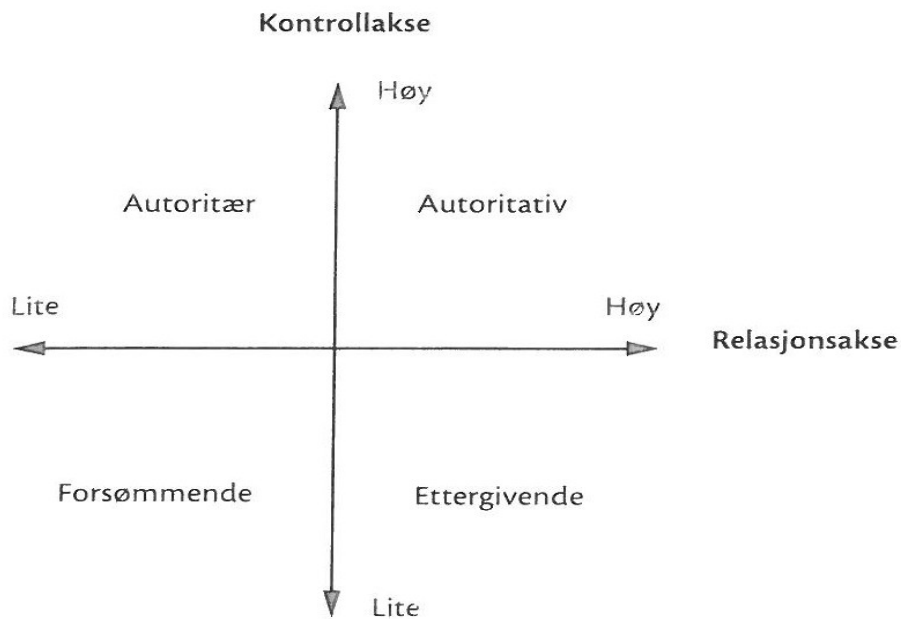 Kontrollakse
Høy
Autoritær Autoritativ
Lite Høy
Relasjonsakse
Forsømmende Ettergivende
Lite